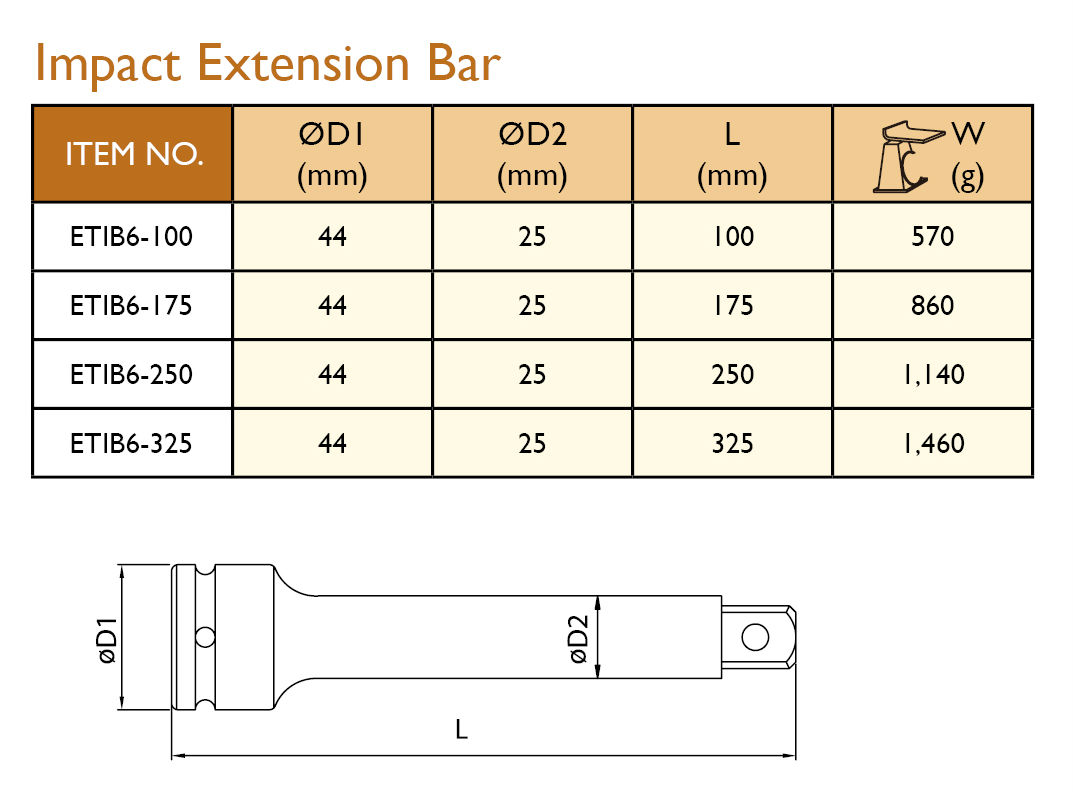 Impact Extension Bar
ITEM NO. ØD1 (mm) ØD2 (mm) L (mm) W (g)
ETIB6-100 44 25 100 570
ETIB6-175 44 25 175 860
ETIB6-250 44 25 250 1,140
ETIB6-325 44 25 325 1,460
øD1
øD2
L